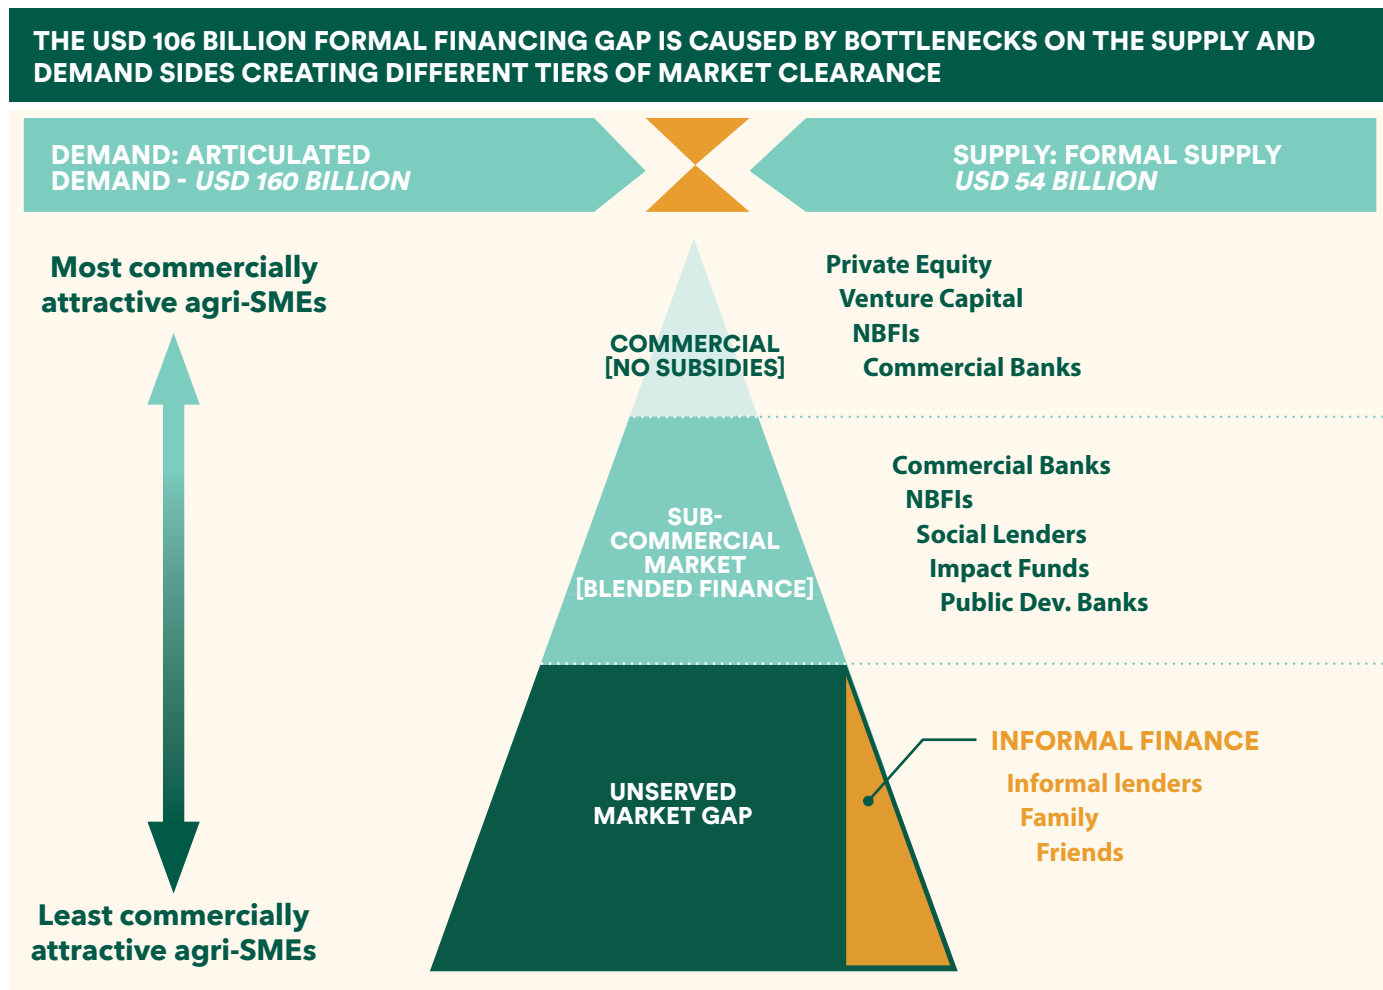 THE USD 106 BILLION FORMAL FINANCING GAP IS CAUSED BY BOTTLENECKS ON THE SUPPLY AND
DEMAND SIDES CREATING DIFFERENT TIERS OF MARKET CLEARANCE
DEMAND: ARTICULATED
DEMAND - USD 160 BILLION
SUPPLY: FORMAL SUPPLY
USD 54 BILLION
Most commercially
attractive agri-SMEs
COMMERCIAL
[NO SUBSIDIES]
Private Equity
Venture Capital
NBFIs
Commercial Banks
SUB-
COMMERCIAL
MARKET
[BLENDED FINANCE]
Commercial Banks
NBFIs
Social Lenders
Impact Funds
Public Dev. Banks
UNSERVED
MARKET GAP
INFORMAL FINANCE
Informal lenders
Family
Friends
Least commercially
attractive agri-SMEs